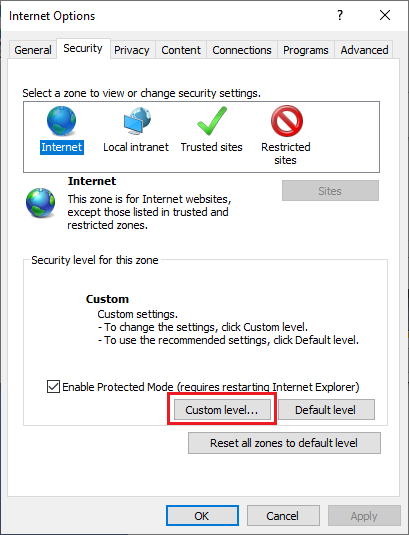 Internet Options
?
General Security Privacy Content Connections Programs Advanced
Select a zone to view or change security settings.
Internet Local intranet Trusted sites Restricted
sites
Internet
Sites
This zone is for Internet websites,
except those listed in trusted and
restricted zones.
Security level for this zone
Custom
Custom settings.
- To change the settings, click Custom level.
- To use the recommended settings, click Default level.
Enable Protected Mode (requires restarting Internet Explorer)
Custom level... Default level
Reset all zones to default level
OK Cancel Apply